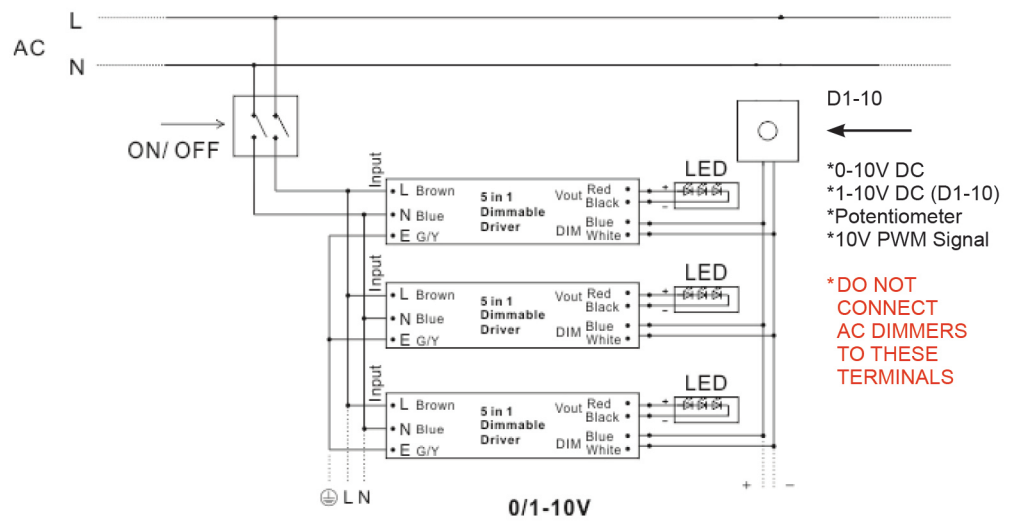 L
AC
N
ON/ OFF
D1-10
*0-10V DC
*1-10V DC (D1-10)
*Potentiometer
*10V PWM Signal
*DO NOT
CONNECT
AC DIMMERS
TO THESE
TERMINALS
Input
L Brown
N Blue
E G/Y
5 in 1
Dimmable
Driver
Vout Red
Black
DIM Blue
White
LED
+
−
Input
L Brown
N Blue
E G/Y
5 in 1
Dimmable
Driver
Vout Red
Black
DIM Blue
White
LED
+
−
Input
L Brown
N Blue
E G/Y
5 in 1
Dimmable
Driver
Vout Red
Black
DIM Blue
White
LED
+
−
L N
+ −
0/1-10V